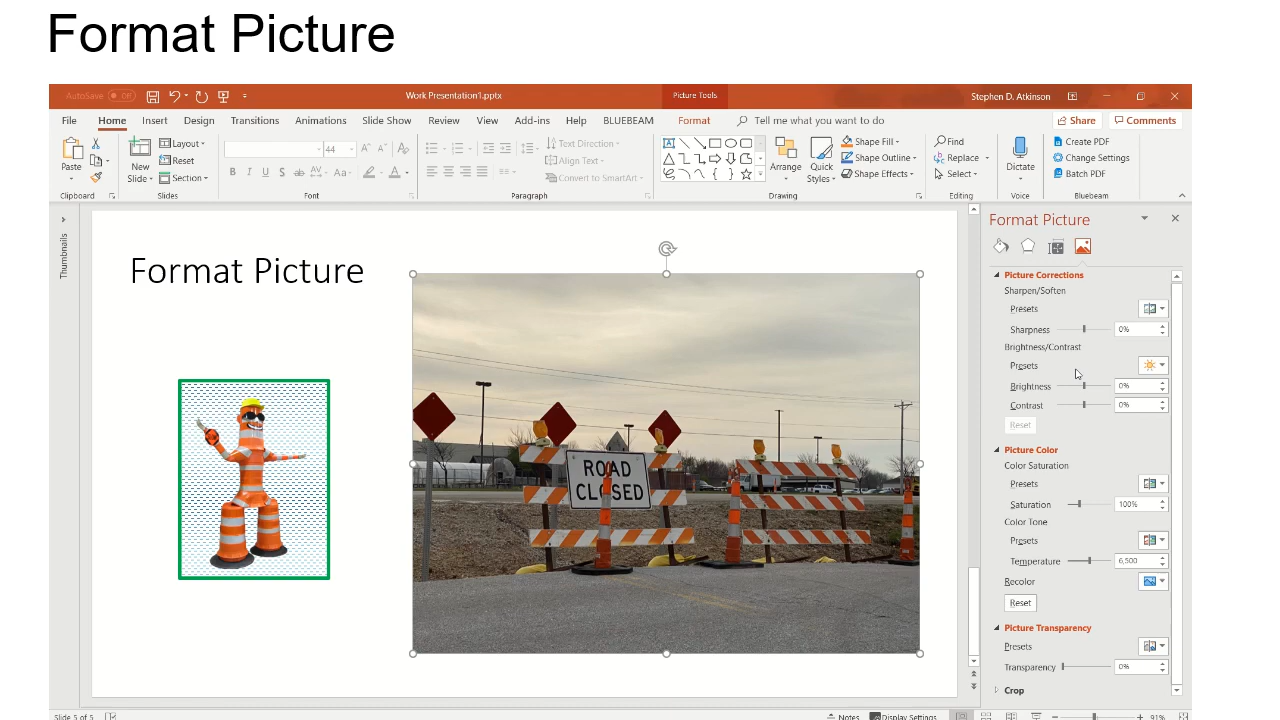 Format Picture
AutoSave Off
Work Presentation1.pptx
Picture Tools
Stephen D. Atkinson
File Home Insert Design Transitions Animations Slide Show Review View Add-ins Help BLUEBEAM Format Tell me what you want to do Share Comments
Paste
New Slide
Layout
Reset
Section
44
B I U S ab AV Aa A
Text Direction
Align Text
Convert to SmartArt
Arrange
Quick Styles
Shape Fill
Shape Outline
Shape Effects
Find
Replace
Select
Dictate
Create PDF
Change Settings
Batch PDF
Clipboard Slides Font Paragraph Drawing Editing Voice Bluebeam
Thumbnails
Format Picture
ROAD
CLOSED
Format Picture
Picture Corrections
Sharpen/Soften
Presets
Sharpness 0%
Brightness/Contrast
Presets
Brightness 0%
Contrast 0%
Reset
Picture Color
Color Saturation
Presets
Saturation 100%
Color Tone
Presets
Temperature 6,500
Recolor
Reset
Picture Transparency
Presets
Transparency 0%
Crop
Slide 5 of 5
Notes Display Settings 91%